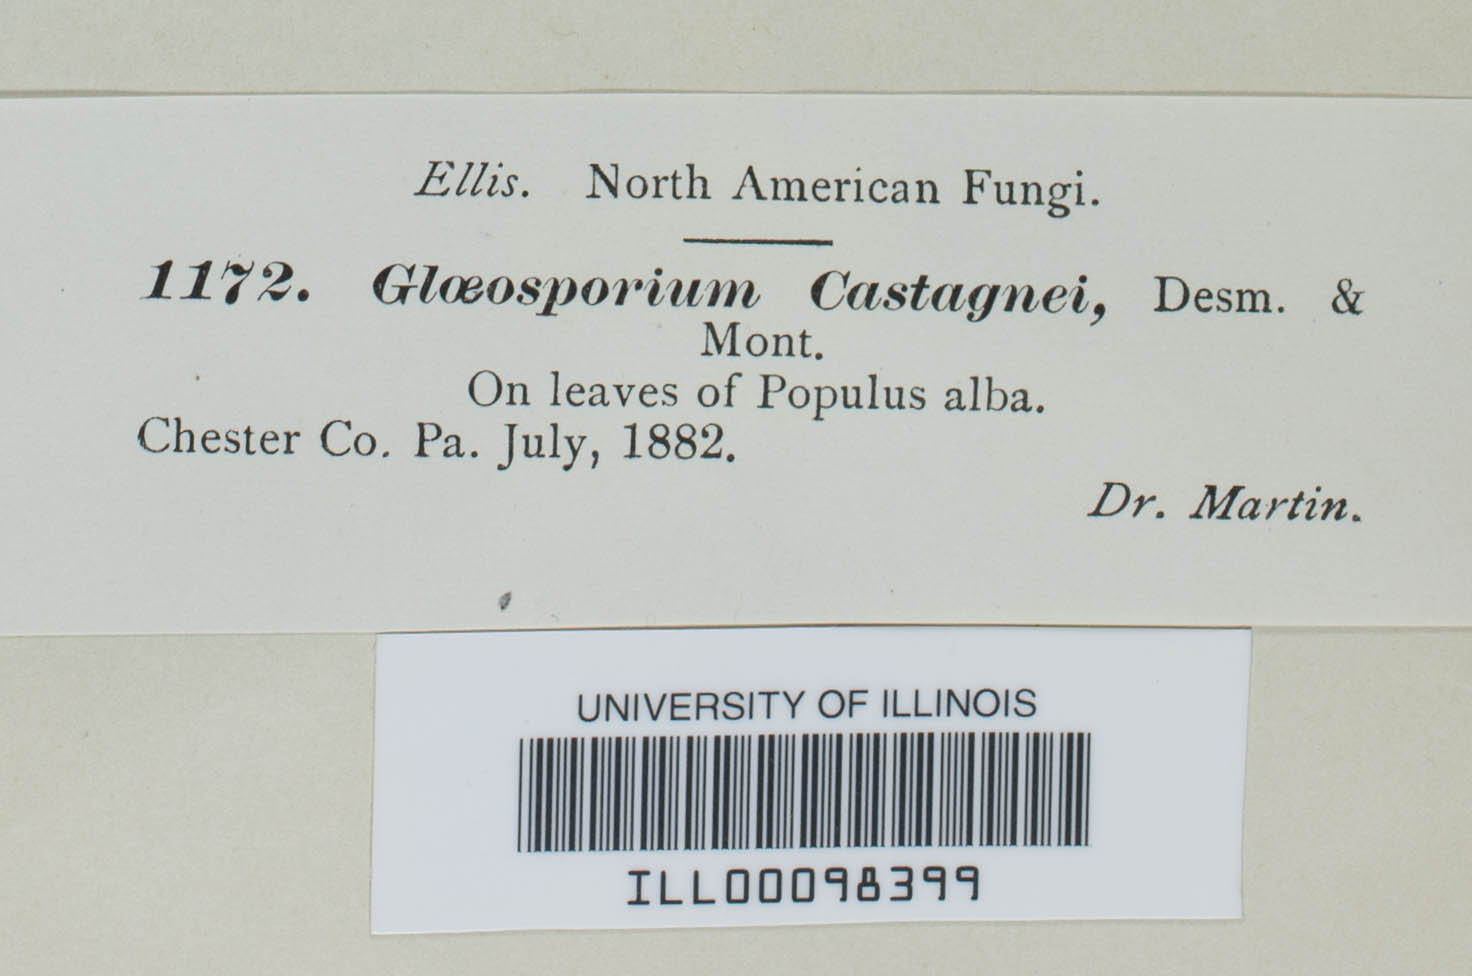 Ellis. North American Fungi.
1172. Glœosporium Castagnei, Desm. &
Mont.
On leaves of Populus alba.
Chester Co. Pa. July, 1882.
Dr. Martin.
UNIVERSITY OF ILLINOIS
ILL00098399